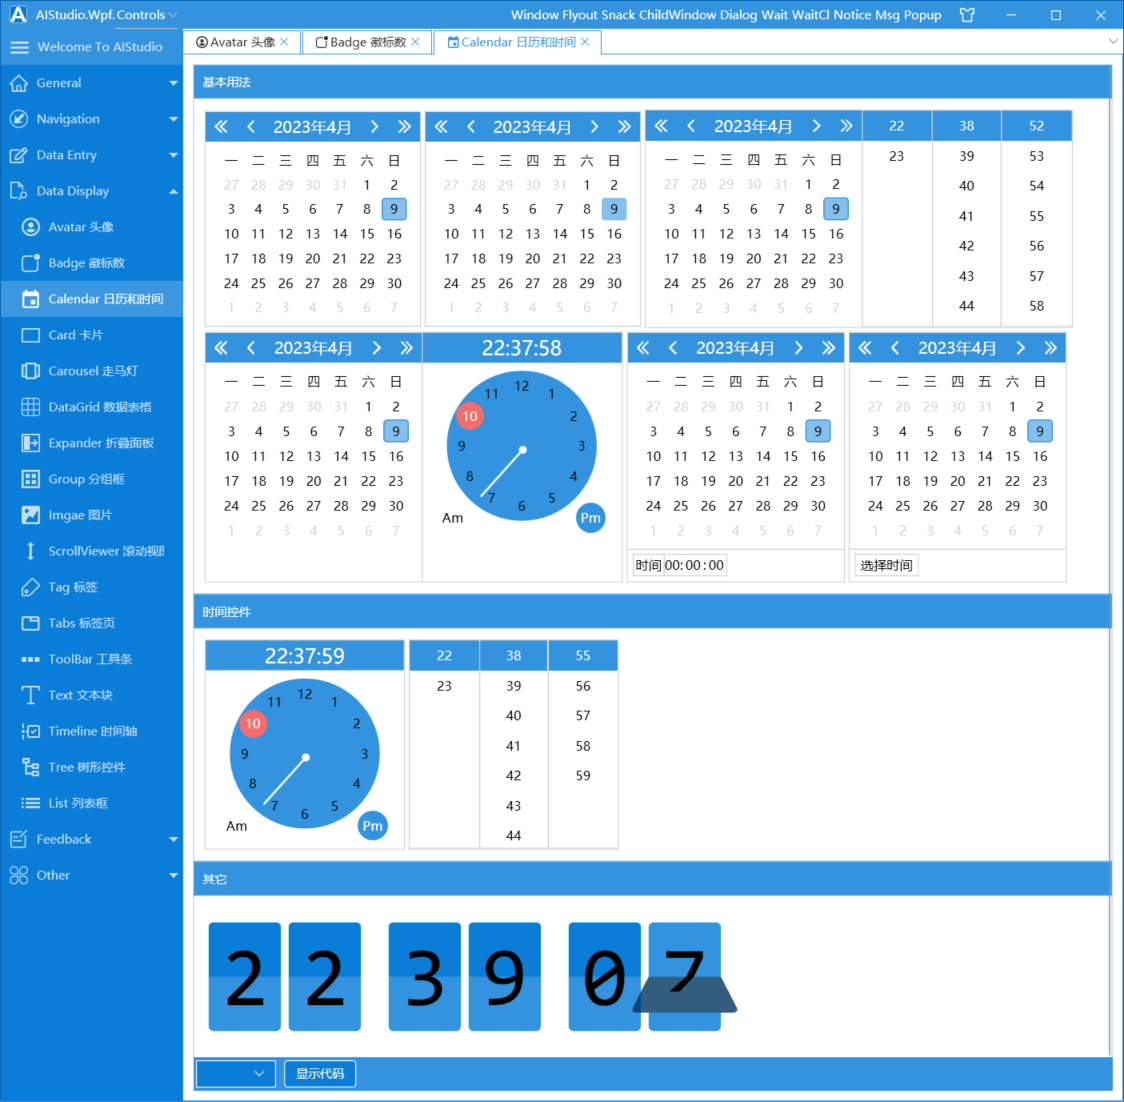 AIStudio.Wpf.Controls
Window Flyout Snack ChildWindow Dialog Wait WaitCl Notice Msg Popup
Welcome To AIStudio
General
Navigation
Data Entry
Data Display
Avatar 头像
Badge 徽标数
Calendar 日历和时间
Card 卡片
Carousel 走马灯
DataGrid 数据表格
Expander 折叠面板
Group 分组框
Imgae 图片
ScrollViewer 滚动视图
Tag 标签
Tabs 标签页
ToolBar 工具条
Text 文本块
Timeline 时间轴
Tree 树形控件
List 列表框
Feedback
Other
Avatar 头像
Badge 徽标数
Calendar 日历和时间
基本用法
2023年4月
一 二 三 四 五 六 日
27 28 29 30 31 1 2
3 4 5 6 7 8 9
10 11 12 13 14 15 16
17 18 19 20 21 22 23
24 25 26 27 28 29 30
1 2 3 4 5 6 7
2023年4月
一 二 三 四 五 六 日
27 28 29 30 31 1 2
3 4 5 6 7 8 9
10 11 12 13 14 15 16
17 18 19 20 21 22 23
24 25 26 27 28 29 30
1 2 3 4 5 6 7
2023年4月
一 二 三 四 五 六 日
27 28 29 30 31 1 2
3 4 5 6 7 8 9
10 11 12 13 14 15 16
17 18 19 20 21 22 23
24 25 26 27 28 29 30
1 2 3 4 5 6 7
22 38 52
23 39 53
40 54
41 55
42 56
43 57
44 58
2023年4月
一 二 三 四 五 六 日
27 28 29 30 31 1 2
3 4 5 6 7 8 9
10 11 12 13 14 15 16
17 18 19 20 21 22 23
24 25 26 27 28 29 30
1 2 3 4 5 6 7
22:37:58
12
11 1
10 2
9 3
8 4
7 5
6
Am Pm
2023年4月
一 二 三 四 五 六 日
27 28 29 30 31 1 2
3 4 5 6 7 8 9
10 11 12 13 14 15 16
17 18 19 20 21 22 23
24 25 26 27 28 29 30
1 2 3 4 5 6 7
时间 00:00:00
2023年4月
一 二 三 四 五 六 日
27 28 29 30 31 1 2
3 4 5 6 7 8 9
10 11 12 13 14 15 16
17 18 19 20 21 22 23
24 25 26 27 28 29 30
1 2 3 4 5 6 7
选择时间
时间控件
22:37:59
12
11 1
10 2
9 3
8 4
7 5
6
Am Pm
22 38 55
23 39 56
40 57
41 58
42 59
43
44
其它
22 39 07
显示代码